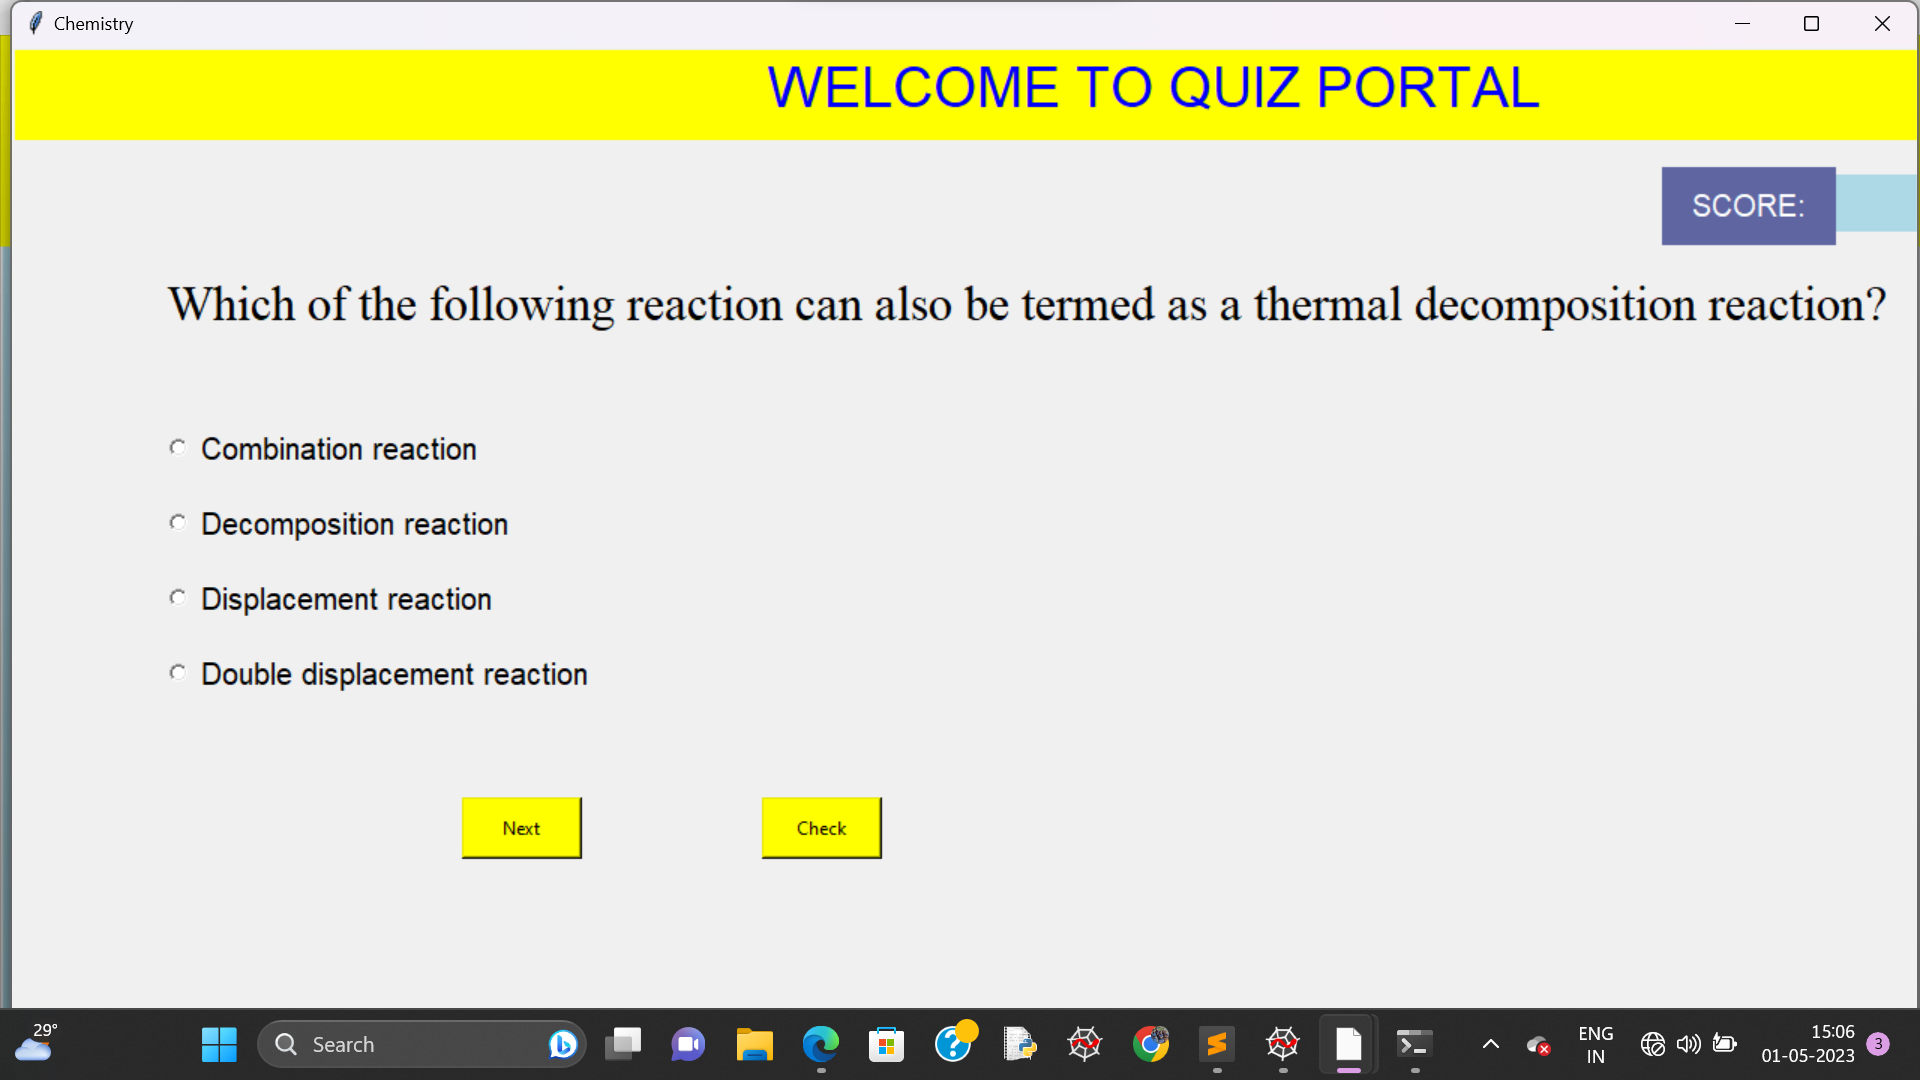 Chemistry
WELCOME TO QUIZ PORTAL
SCORE:
Which of the following reaction can also be termed as a thermal decomposition reaction?
Combination reaction
Decomposition reaction
Displacement reaction
Double displacement reaction
Next
Check
29°
Search
ENG
IN
15:06
01-05-2023
3